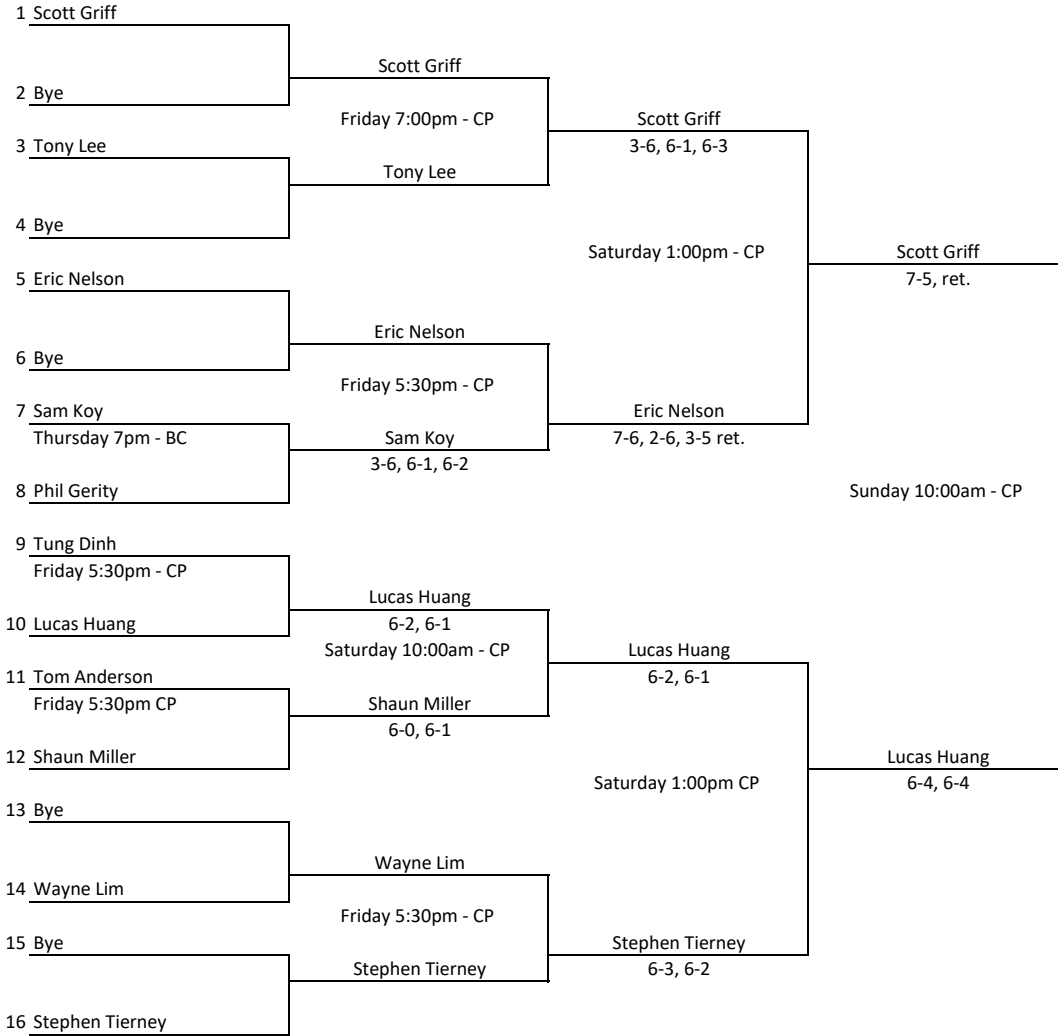 1 Scott Griff
Scott Griff
2 Bye
Friday 7:00pm - CP
Scott Griff
3 Tony Lee
3-6, 6-1, 6-3
Tony Lee
4 Bye
Saturday 1:00pm - CP
Scott Griff
5 Eric Nelson
7-5, ret.
Eric Nelson
6 Bye
Friday 5:30pm - CP
7 Sam Koy
Eric Nelson
Thursday 7pm - BC
Sam Koy
7-6, 2-6, 3-5 ret.
3-6, 6-1, 6-2
8 Phil Gerity
Sunday 10:00am - CP
9 Tung Dinh
Friday 5:30pm - CP
Lucas Huang
10 Lucas Huang
6-2, 6-1
Saturday 10:00am - CP
Lucas Huang
11 Tom Anderson
6-2, 6-1
Friday 5:30pm CP
Shaun Miller
6-0, 6-1
12 Shaun Miller
Lucas Huang
Saturday 1:00pm CP
6-4, 6-4
13 Bye
Wayne Lim
14 Wayne Lim
Friday 5:30pm - CP
15 Bye
Stephen Tierney
Stephen Tierney
6-3, 6-2
16 Stephen Tierney